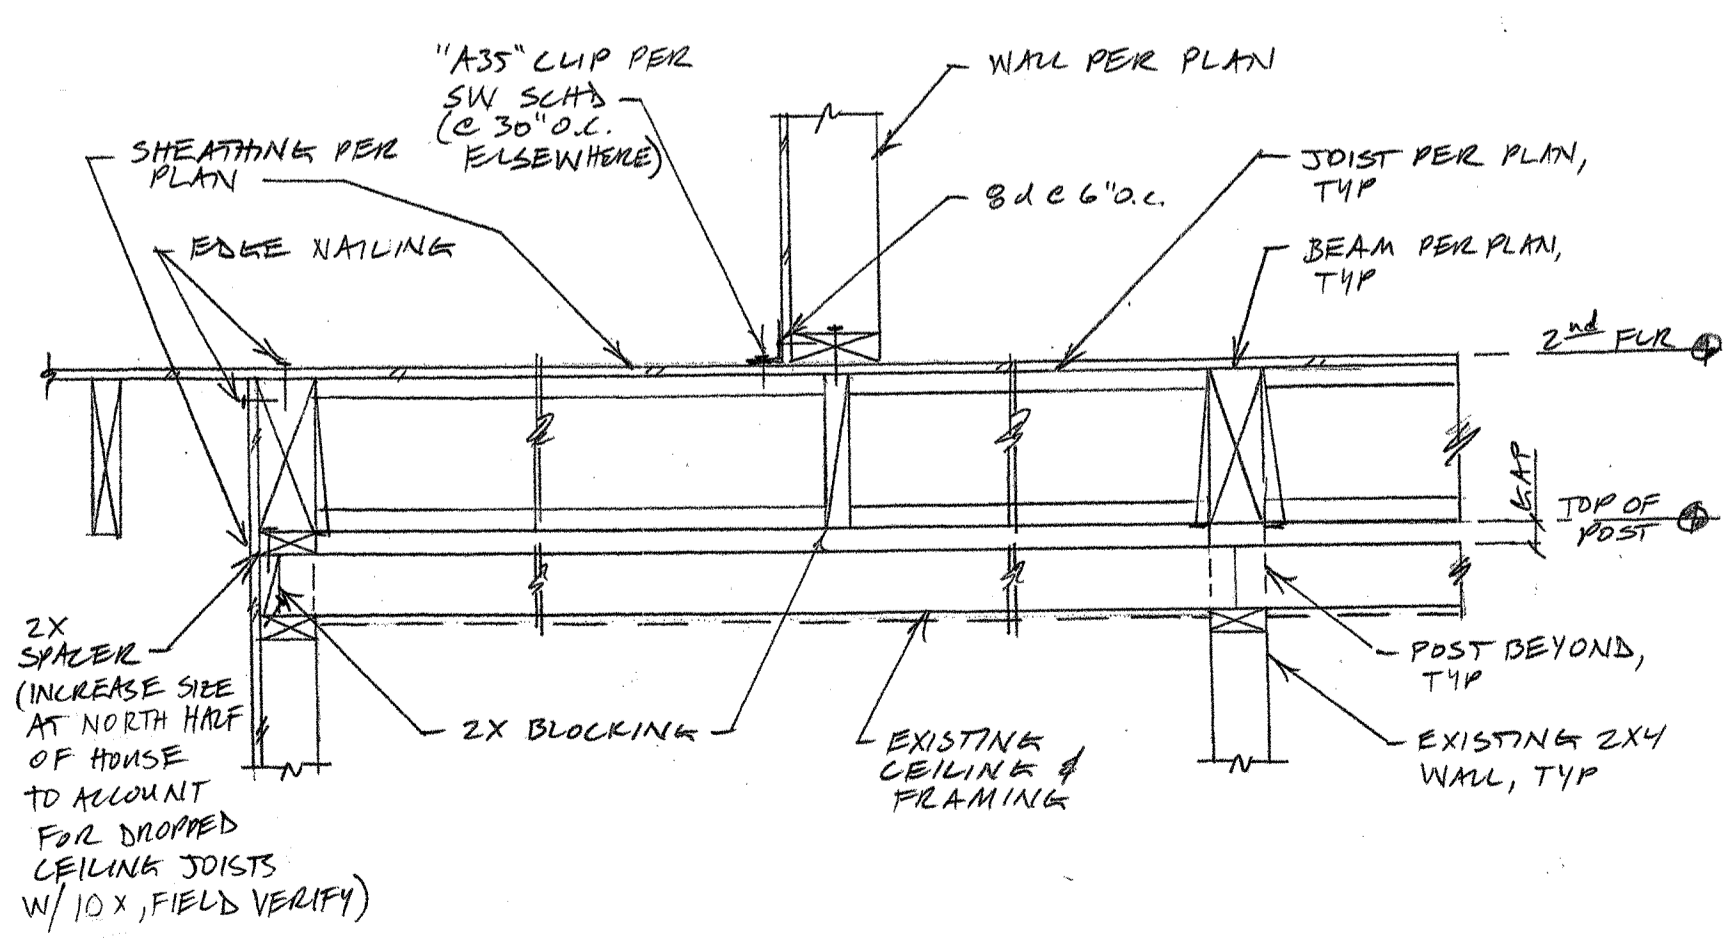 "A35" CLIP PER
SW SCHD
(@ 30" O.C.
ELSEWHERE)
WALL PER PLAN
SHEATHING PER
PLAN
JOIST PER PLAN,
TYP
8d @ 6" O.C.
EDGE NAILING
BEAM PER PLAN,
TYP
2nd FLR
GAP
TOP OF
POST
2X
SPACER
(INCREASE SIZE
AT NORTH HALF
OF HOUSE
TO ACCOUNT
FOR DROPPED
CEILING JOISTS
W/ 10X, FIELD VERIFY)
2X BLOCKING
EXISTING
CEILING &
FRAMING
POST BEYOND,
TYP
EXISTING 2X4
WALL, TYP